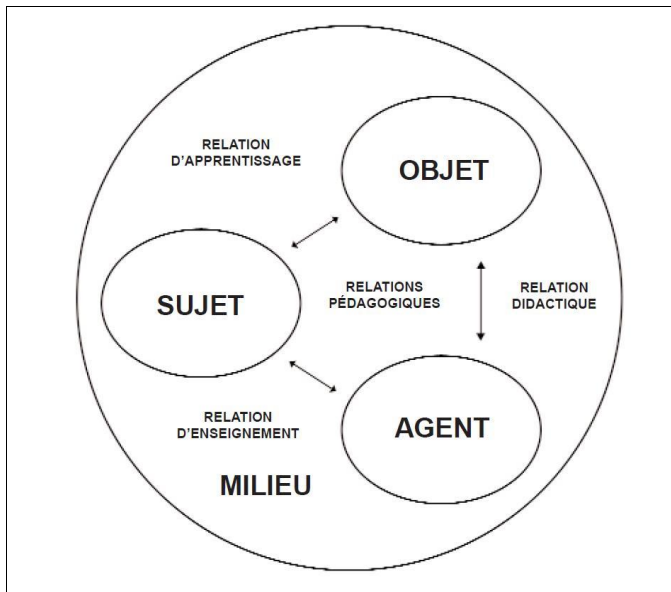 RELATION
D'APPRENTISSAGE
OBJET
SUJET
RELATIONS
PÉDAGOGIQUES
RELATION
DIDACTIQUE
RELATION
D'ENSEIGNEMENT
AGENT
MILIEU